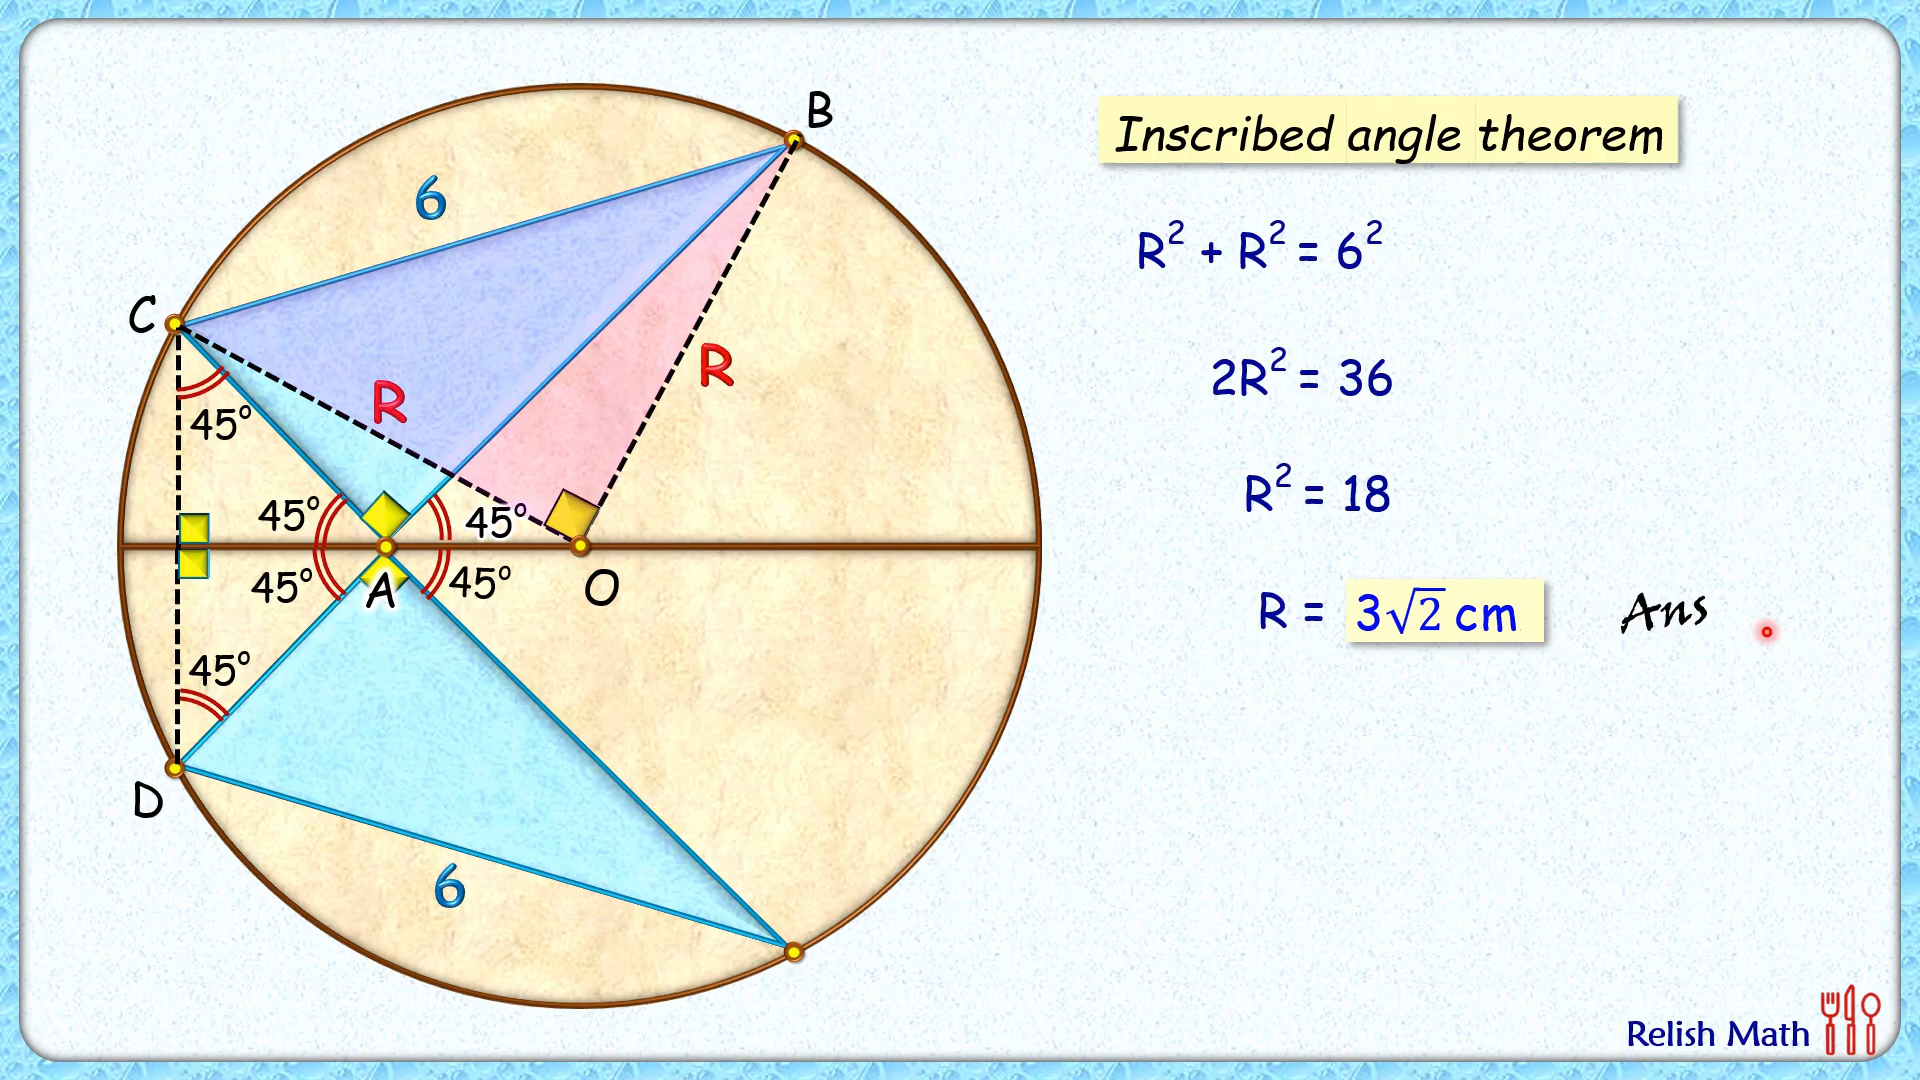 B
6
C
R
R
45°
45°
45°
45°
45°
A
O
45°
D
6
Inscribed angle theorem
R² + R² = 6²
2R² = 36
R² = 18
R = 3√2 cm Ans
Relish Math